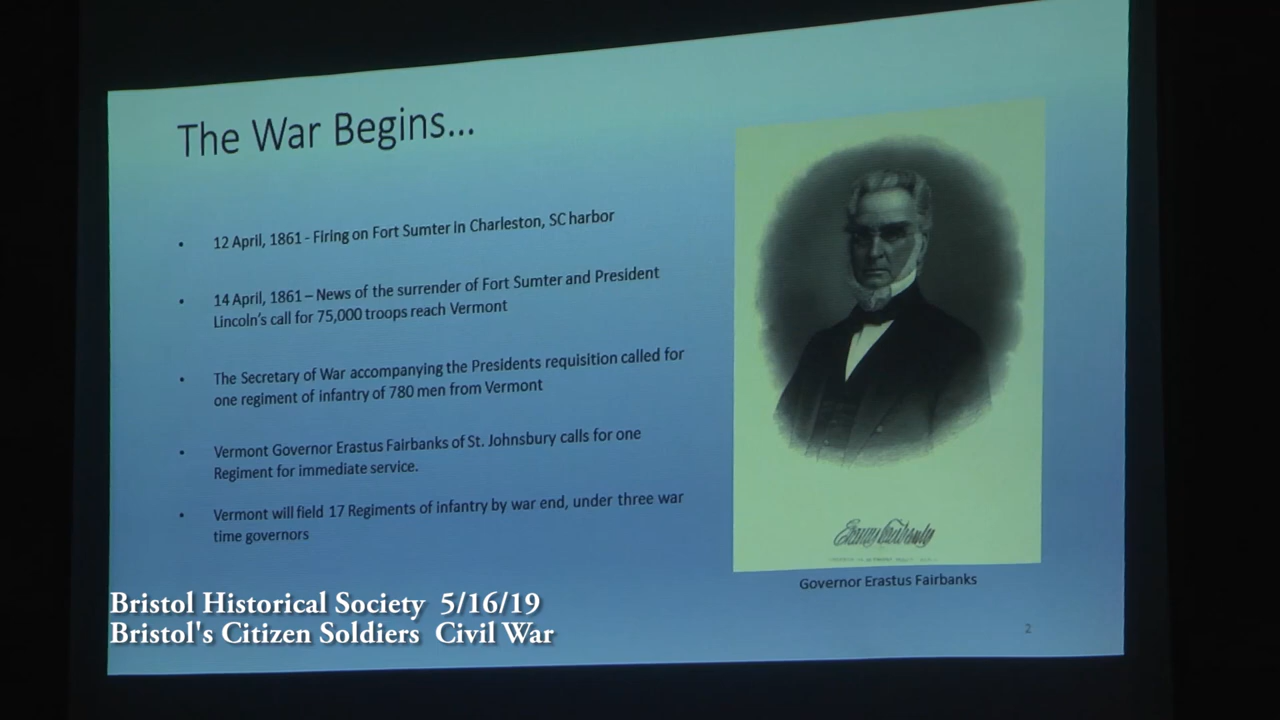 The War Begins...
• 12 April, 1861 - Firing on Fort Sumter in Charleston, SC harbor
• 14 April, 1861 – News of the surrender of Fort Sumter and President
Lincoln's call for 75,000 troops reach Vermont
• The Secretary of War accompanying the Presidents requisition called for
one regiment of infantry of 780 men from Vermont
• Vermont Governor Erastus Fairbanks of St. Johnsbury calls for one
Regiment for immediate service.
• Vermont will field 17 Regiments of infantry by war end, under three war
time governors
Governor Erastus Fairbanks
2
Bristol Historical Society 5/16/19
Bristol's Citizen Soldiers Civil War